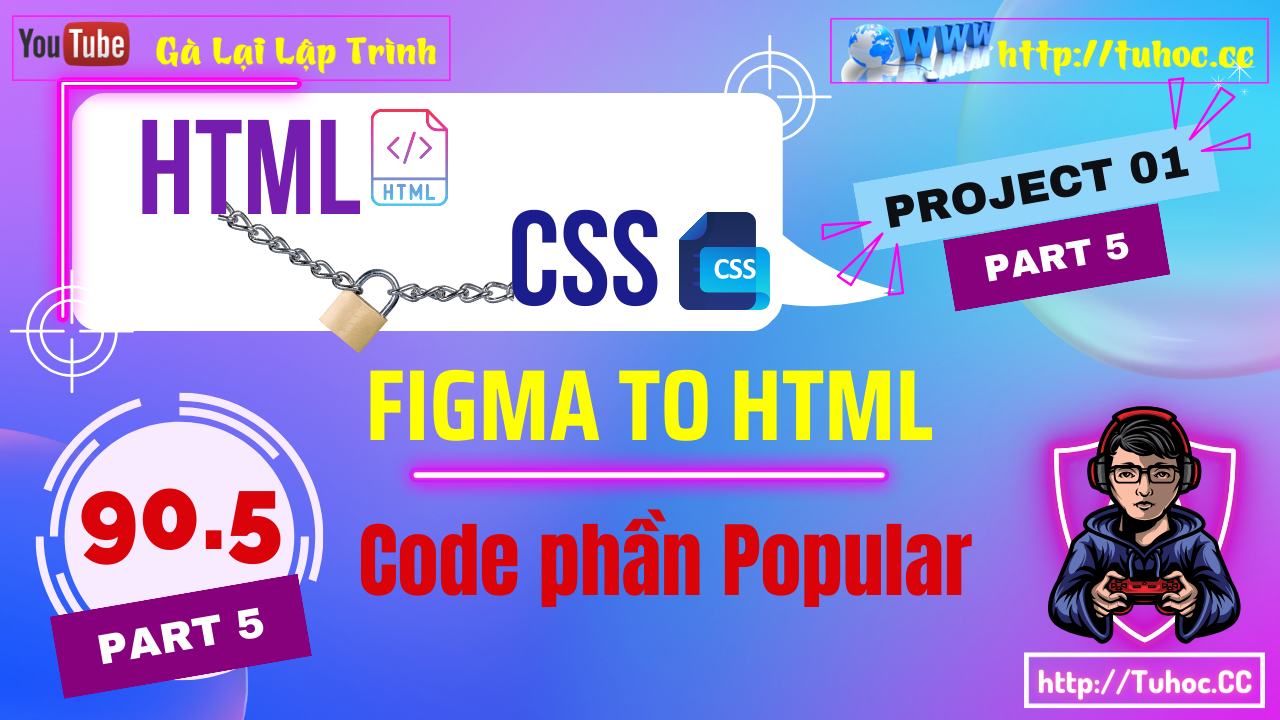 YouTube Gà Lại Lập Trình
WWW http://tuhoc.cc
HTML
HTML
CSS
CSS
PROJECT 01
PART 5
FIGMA TO HTML
90.5
PART 5
Code phần Popular
http://Tuhoc.CC